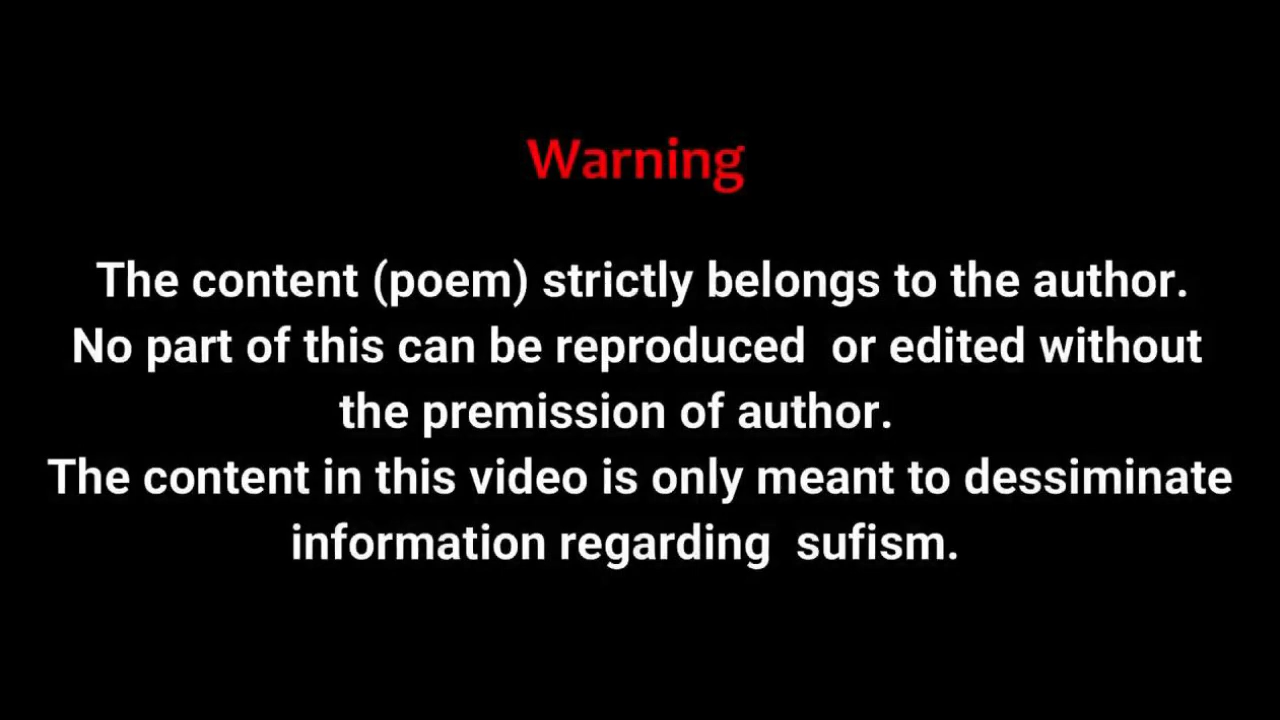 Warning
The content (poem) strictly belongs to the author.
No part of this can be reproduced  or edited without
the premission of author.
The content in this video is only meant to dessiminate
information regarding  sufism.